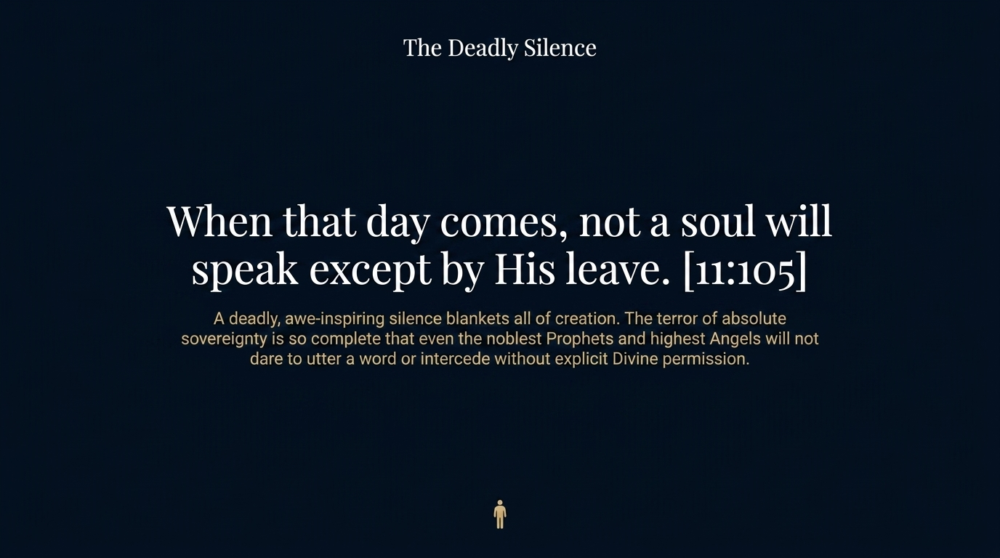 The Deadly Silence
When that day comes, not a soul will
speak except by His leave. [11:105]
A deadly, awe-inspiring silence blankets all of creation. The terror of absolute
sovereignty is so complete that even the noblest Prophets and highest Angels will not
dare to utter a word or intercede without explicit Divine permission.